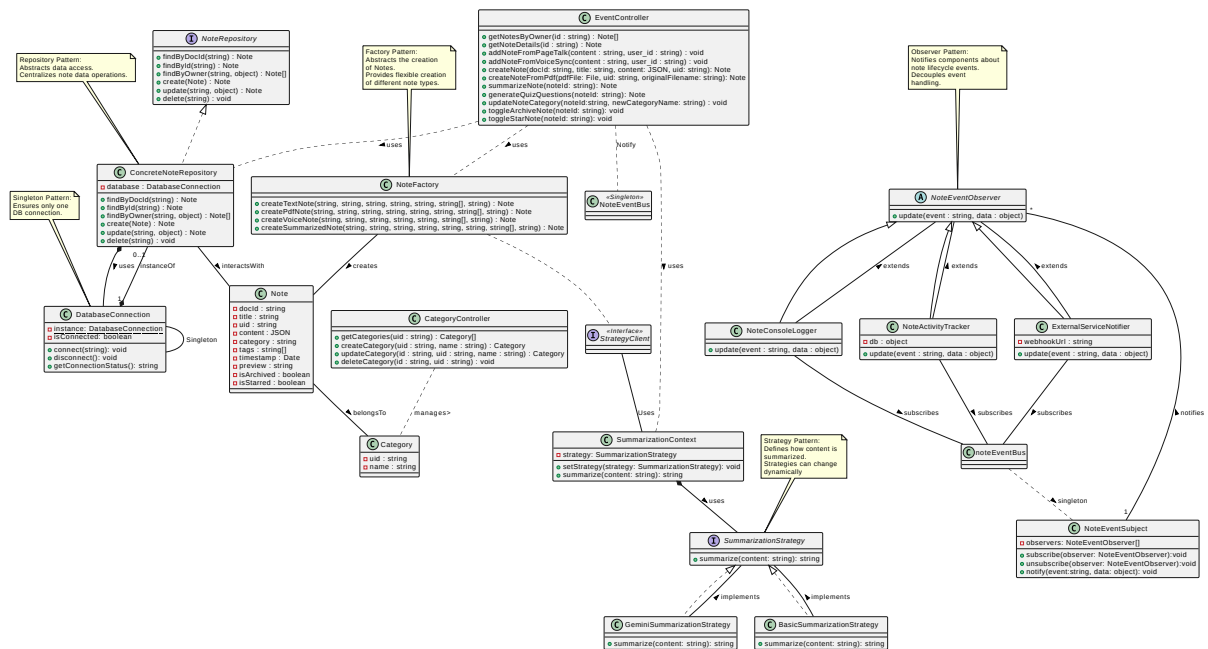 EventController
getNotesByOwner(id : string) : Note[]
getNoteDetails(id : string) : Note
addNoteFromPageTalk(content : string, user_id : string) : void
addNoteFromVoiceSync(content : string, user_id : string) : void
createNote(docId: string, title: string, content: JSON, uid: string): Note
createNoteFromPdf(pdfFile: File, uid: string, originalFilename: string): Note
summarizeNote(noteId: string): Note
generateQuizQuestions(noteId: string): Note
updateNoteCategory(noteId:string, newCategoryName: string) : void
toggleArchiveNote(noteId: string): void
toggleStarNote(noteId: string): void
I NoteRepository
findByDocId(string) : Note
findById(string) : Note
findByOwner(string, object) : Note[]
create(Note) : Note
update(string, object) : Note
delete(string) : void
Repository Pattern:
Abstracts data access.
Centralizes note data operations.
Factory Pattern:
Abstracts the creation
of Notes.
Provides flexible creation
of different note types.
Observer Pattern:
Notifies components about
note lifecycle events.
Decouples event
handling.
uses
uses
Notify
C ConcreteNoteRepository
database : DatabaseConnection
findByDocId(string) : Note
findById(string) : Note
findByOwner(string, object) : Note[]
create(Note) : Note
update(string, object) : Note
delete(string) : void
Singleton Pattern:
Ensures only one
DB connection.
C NoteFactory
createTextNote(string, string, string, string, string, string[], string) : Note
createPdfNote(string, string, string, string, string, string, string[], string) : Note
createVoiceNote(string, string, string, string, string[], string) : Note
createSummarizedNote(string, string, string, string, string, string[], string) : Note
C «Singleton»
NoteEventBus
A NoteEventObserver
update(event : string, data : object)
*
0..1
uses
instanceOf
interactsWith
creates
uses
extends
extends
extends
1
C DatabaseConnection
instance: DatabaseConnection
isConnected: boolean
connect(string): void
disconnect(): void
getConnectionStatus(): string
Singleton
C Note
docId : string
title : string
uid : string
content : JSON
category : string
tags : string[]
timestamp : Date
preview : string
isArchived : boolean
isStarred : boolean
C CategoryController
getCategories(uid : string) : Category[]
createCategory(uid : string, name : string) : Category
updateCategory(id : string, uid : string, name : string) : Category
deleteCategory(id : string, uid : string) : void
I «Interface»
StrategyClient
C NoteConsoleLogger
update(event : string, data : object)
C NoteActivityTracker
db : object
update(event : string, data : object)
C ExternalServiceNotifier
webhookUrl : string
update(event : string, data : object)
belongsTo
manages>
Uses
subscribes
subscribes
subscribes
notifies
C Category
uid : string
name : string
C SummarizationContext
strategy: SummarizationStrategy
setStrategy(strategy: SummarizationStrategy): void
summarize(content: string): string
Strategy Pattern:
Defines how content is
summarized.
Strategies can change
dynamically
C noteEventBus
uses
singleton
1
C NoteEventSubject
observers: NoteEventObserver[]
subscribe(observer: NoteEventObserver):void
unsubscribe(observer: NoteEventObserver):void
notify(event:string, data: object): void
I SummarizationStrategy
summarize(content: string): string
implements
implements
C GeminiSummarizationStrategy
summarize(content: string): string
C BasicSummarizationStrategy
summarize(content: string): string